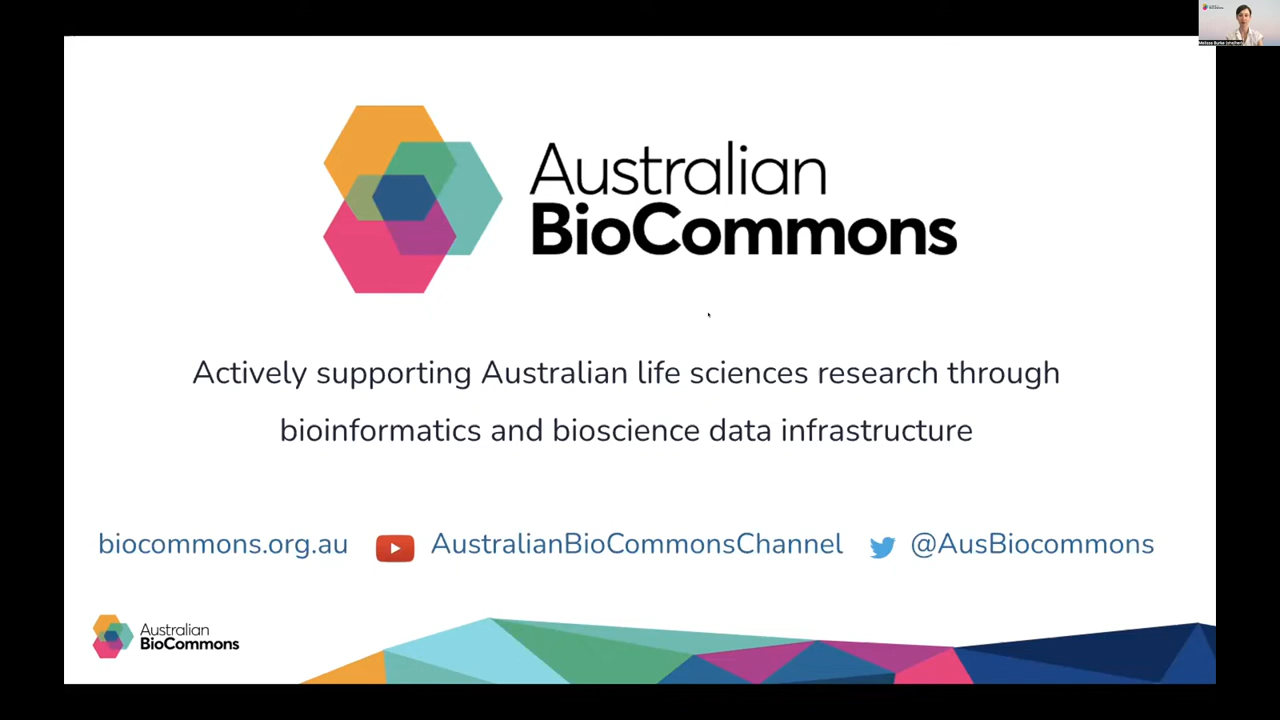 Australian
BioCommons
Actively supporting Australian life sciences research through
bioinformatics and bioscience data infrastructure
biocommons.org.au AustralianBioCommonsChannel @AusBiocommons
Australian
BioCommons